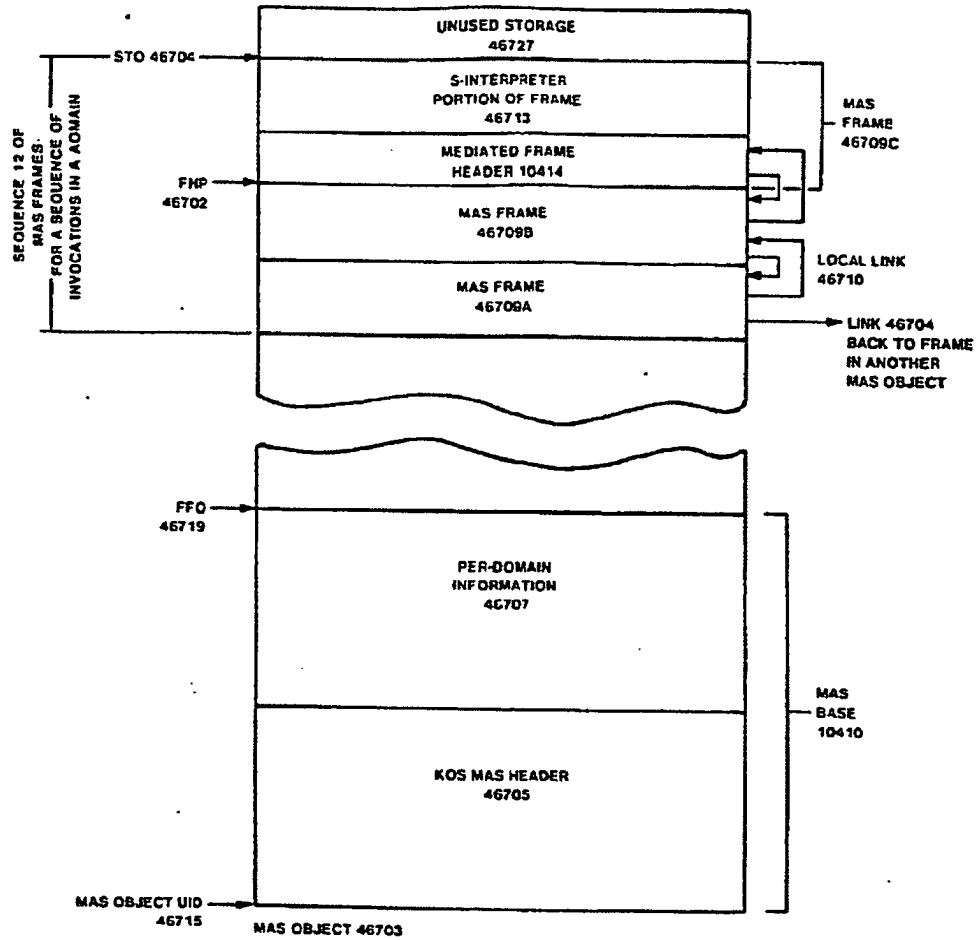 UNUSED STORAGE
46727
STO 46704
S-INTERPRETER
PORTION OF FRAME
46713
MAS
FRAME
46709C
SEQUENCE 12 OF
MAS FRAMES.
FOR A SEQUENCE OF
INVOCATIONS IN A AOMAIN
MEDIATED FRAME
HEADER 10414
FHP
46702
MAS FRAME
46709B
LOCAL LINK
46710
MAS FRAME
46709A
LINK 46704
BACK TO FRAME
IN ANOTHER
MAS OBJECT
FFO
46719
PER-DOMAIN
INFORMATION
46707
MAS
BASE
10410
KOS MAS HEADER
46705
MAS OBJECT UID
46715
MAS OBJECT 46703